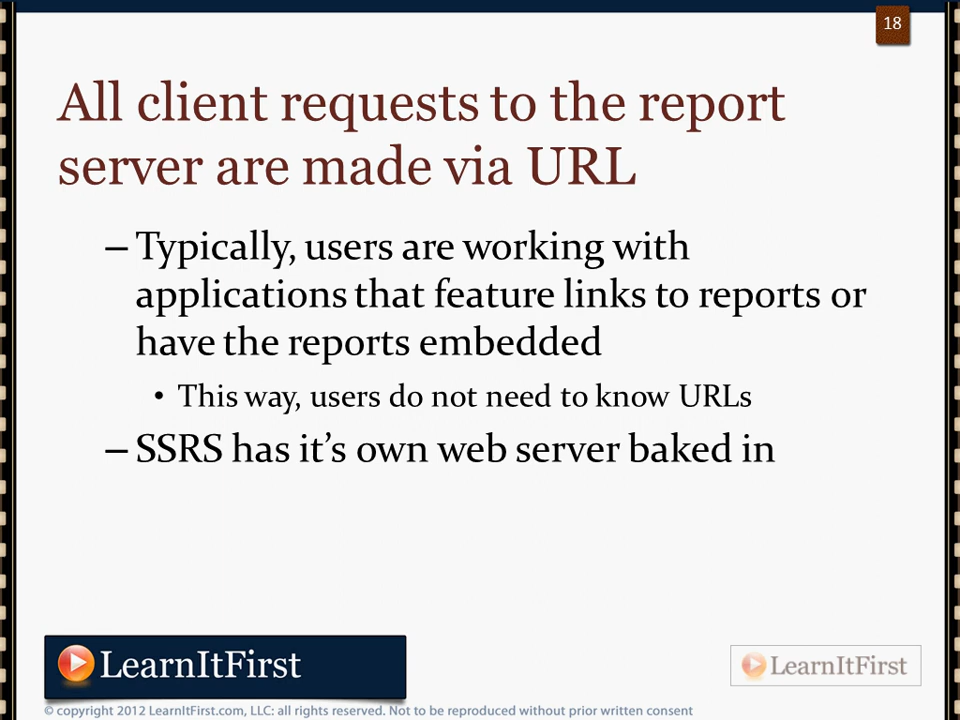 18
All client requests to the report
server are made via URL
– Typically, users are working with
applications that feature links to reports or
have the reports embedded
• This way, users do not need to know URLs
– SSRS has it’s own web server baked in
LearnItFirst
LearnItFirst
© copyright 2012 LearnItFirst.com, LLC: all rights reserved. Not to be reproduced without prior written consent